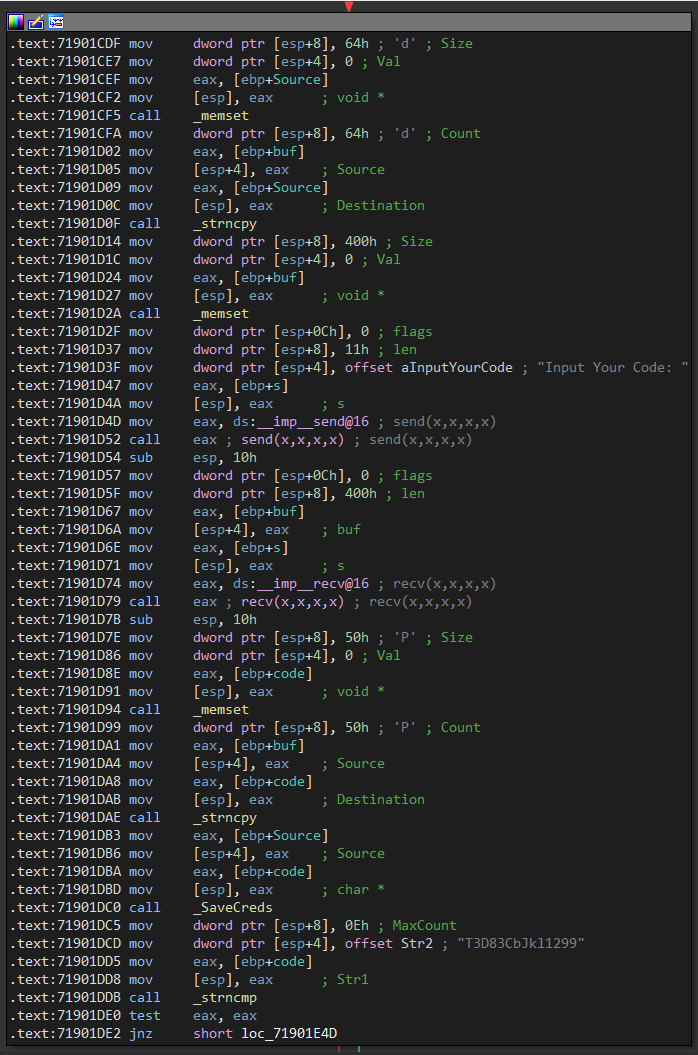 .text:71901CDF mov dword ptr [esp+8], 64h ; 'd' ; Size
.text:71901CE7 mov dword ptr [esp+4], 0 ; Val
.text:71901CEF mov eax, [ebp+Source]
.text:71901CF2 mov [esp], eax ; void *
.text:71901CF5 call _memset
.text:71901CFA mov dword ptr [esp+8], 64h ; 'd' ; Count
.text:71901D02 mov eax, [ebp+buf]
.text:71901D05 mov [esp+4], eax ; Source
.text:71901D09 mov eax, [ebp+Source]
.text:71901D0C mov [esp], eax ; Destination
.text:71901D0F call _strncpy
.text:71901D14 mov dword ptr [esp+8], 400h ; Size
.text:71901D1C mov dword ptr [esp+4], 0 ; Val
.text:71901D24 mov eax, [ebp+buf]
.text:71901D27 mov [esp], eax ; void *
.text:71901D2A call _memset
.text:71901D2F mov dword ptr [esp+0Ch], 0 ; flags
.text:71901D37 mov dword ptr [esp+8], 11h ; len
.text:71901D3F mov dword ptr [esp+4], offset aInputYourCode ; "Input Your Code: "
.text:71901D47 mov eax, [ebp+s]
.text:71901D4A mov [esp], eax ; s
.text:71901D4D mov eax, ds:__imp__send@16 ; send(x,x,x,x)
.text:71901D52 call eax ; send(x,x,x,x) ; send(x,x,x,x)
.text:71901D54 sub esp, 10h
.text:71901D57 mov dword ptr [esp+0Ch], 0 ; flags
.text:71901D5F mov dword ptr [esp+8], 400h ; len
.text:71901D67 mov eax, [ebp+buf]
.text:71901D6A mov [esp+4], eax ; buf
.text:71901D6E mov eax, [ebp+s]
.text:71901D71 mov [esp], eax ; s
.text:71901D74 mov eax, ds:__imp__recv@16 ; recv(x,x,x,x)
.text:71901D79 call eax ; recv(x,x,x,x) ; recv(x,x,x,x)
.text:71901D7B sub esp, 10h
.text:71901D7E mov dword ptr [esp+8], 50h ; 'P' ; Size
.text:71901D86 mov dword ptr [esp+4], 0 ; Val
.text:71901D8E mov eax, [ebp+code]
.text:71901D91 mov [esp], eax ; void *
.text:71901D94 call _memset
.text:71901D99 mov dword ptr [esp+8], 50h ; 'P' ; Count
.text:71901DA1 mov eax, [ebp+buf]
.text:71901DA4 mov [esp+4], eax ; Source
.text:71901DA8 mov eax, [ebp+code]
.text:71901DAB mov [esp], eax ; Destination
.text:71901DAE call _strncpy
.text:71901DB3 mov eax, [ebp+Source]
.text:71901DB6 mov [esp+4], eax ; Source
.text:71901DBA mov eax, [ebp+code]
.text:71901DBD mov [esp], eax ; char *
.text:71901DC0 call _SaveCreds
.text:71901DC5 mov dword ptr [esp+8], 0Eh ; MaxCount
.text:71901DCD mov dword ptr [esp+4], offset Str2 ; "T3D83CbJkl1299"
.text:71901DD5 mov eax, [ebp+code]
.text:71901DD8 mov [esp], eax ; Str1
.text:71901DDB call _strncmp
.text:71901DE0 test eax, eax
.text:71901DE2 jnz short loc_71901E4D